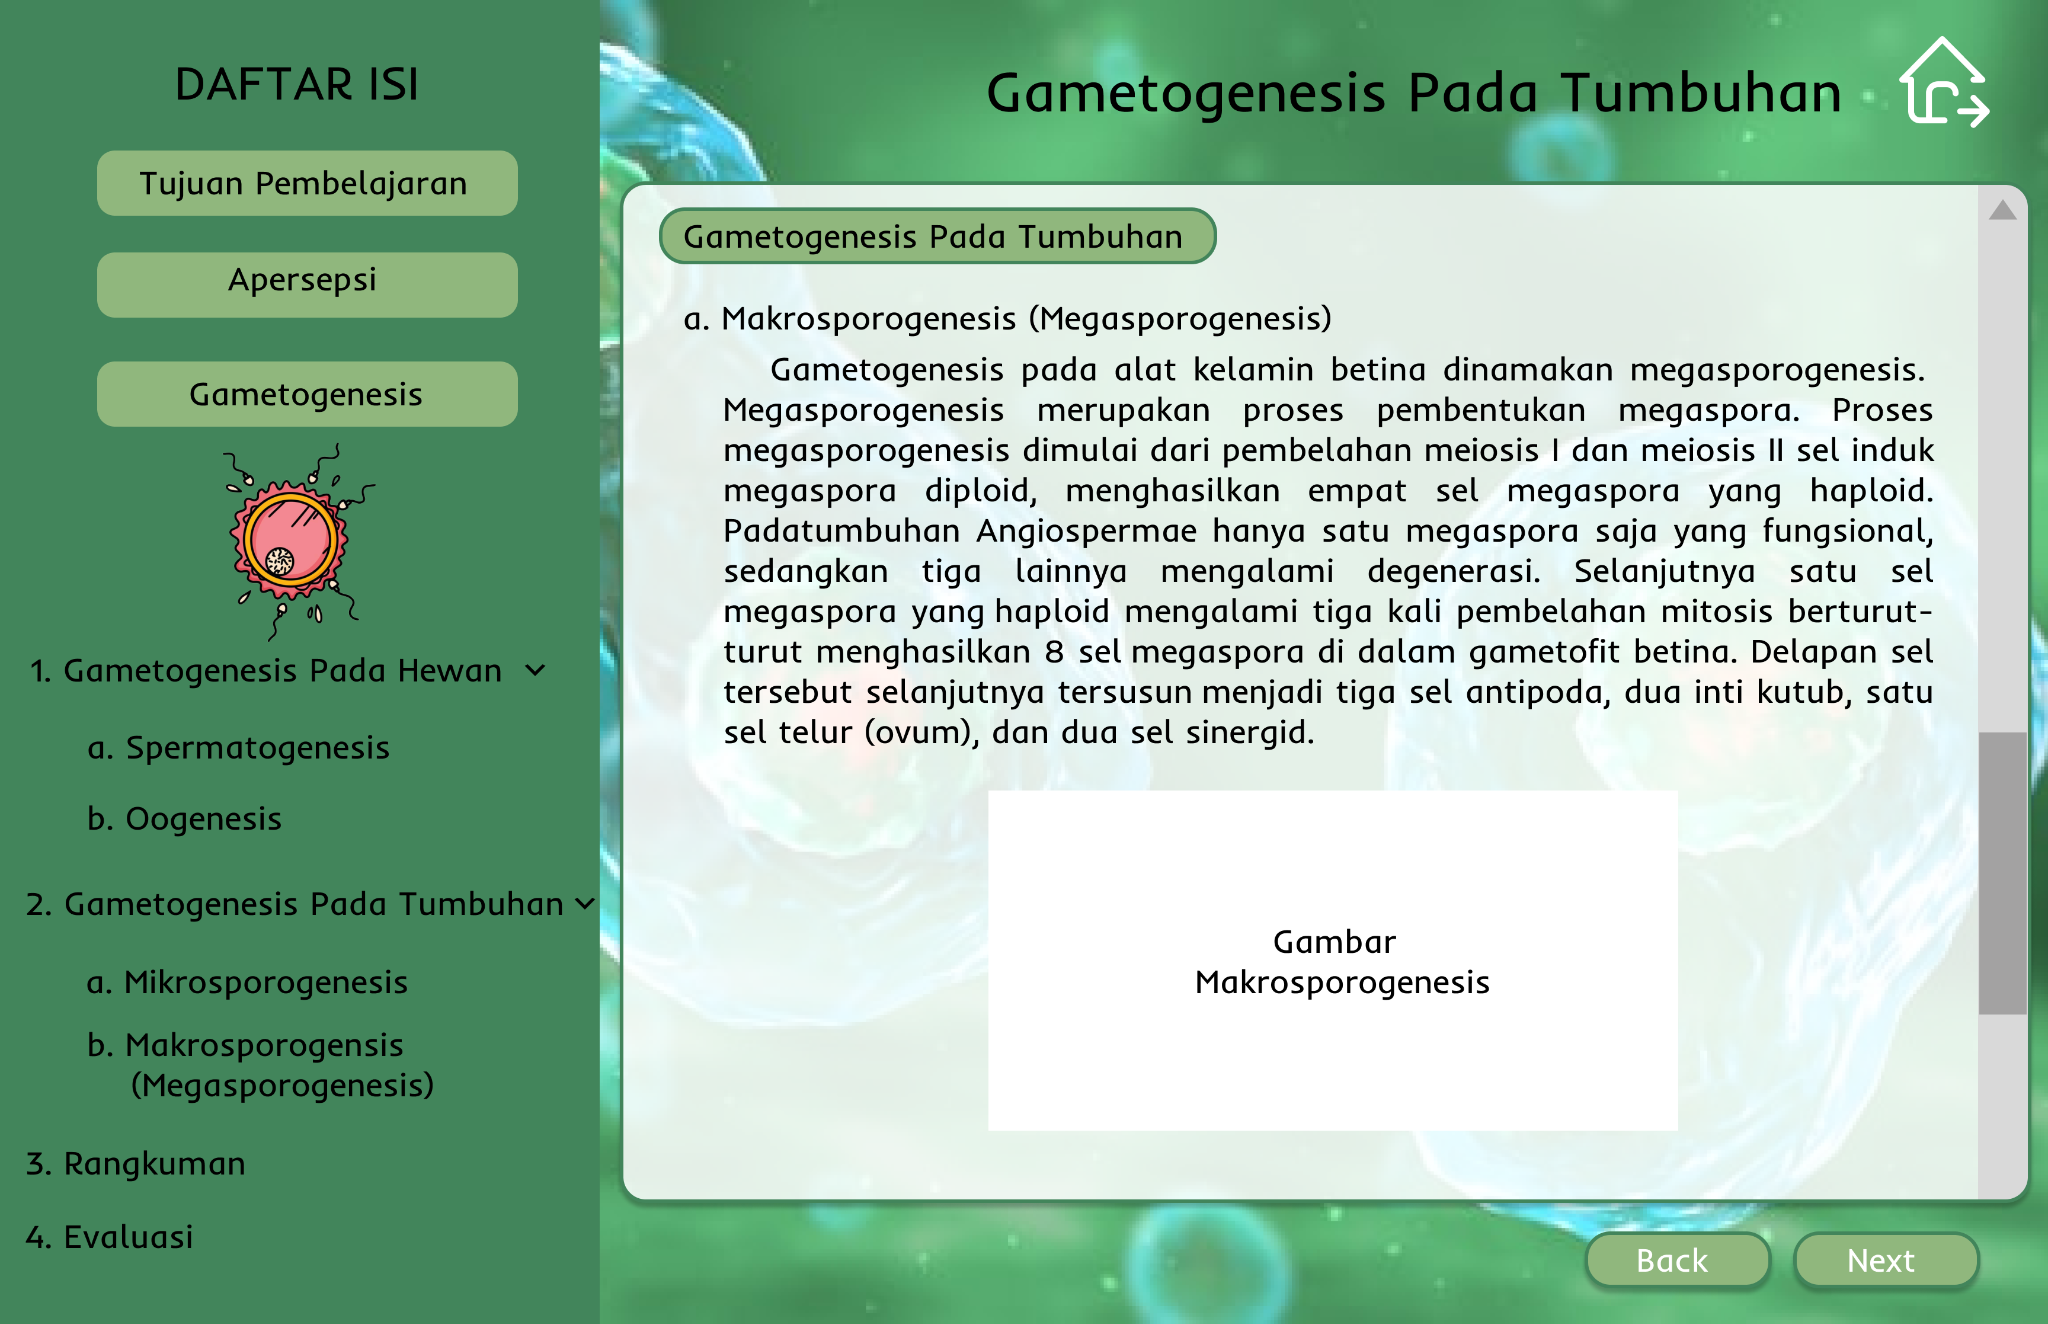 DAFTAR ISI
Tujuan Pembelajaran
Apersepsi
Gametogenesis
1. Gametogenesis Pada Hewan
a. Spermatogenesis
b. Oogenesis
2. Gametogenesis Pada Tumbuhan
a. Mikrosporogenesis
b. Makrosporogensis
(Megasporogenesis)
3. Rangkuman
4. Evaluasi
Gametogenesis Pada Tumbuhan
Gametogenesis Pada Tumbuhan
a. Makrosporogenesis (Megasporogenesis)
Gametogenesis pada alat kelamin betina dinamakan megasporogenesis.
Megasporogenesis merupakan proses pembentukan megaspora. Proses
megasporogenesis dimulai dari pembelahan meiosis I dan meiosis II sel induk
megaspora diploid, menghasilkan empat sel megaspora yang haploid.
Padatumbuhan Angiospermae hanya satu megaspora saja yang fungsional,
sedangkan tiga lainnya mengalami degenerasi. Selanjutnya satu sel
megaspora yang haploid mengalami tiga kali pembelahan mitosis berturut-
turut menghasilkan 8 sel megaspora di dalam gametofit betina. Delapan sel
tersebut selanjutnya tersusun menjadi tiga sel antipoda, dua inti kutub, satu
sel telur (ovum), dan dua sel sinergid.
Gambar
Makrosporogenesis
Back
Next